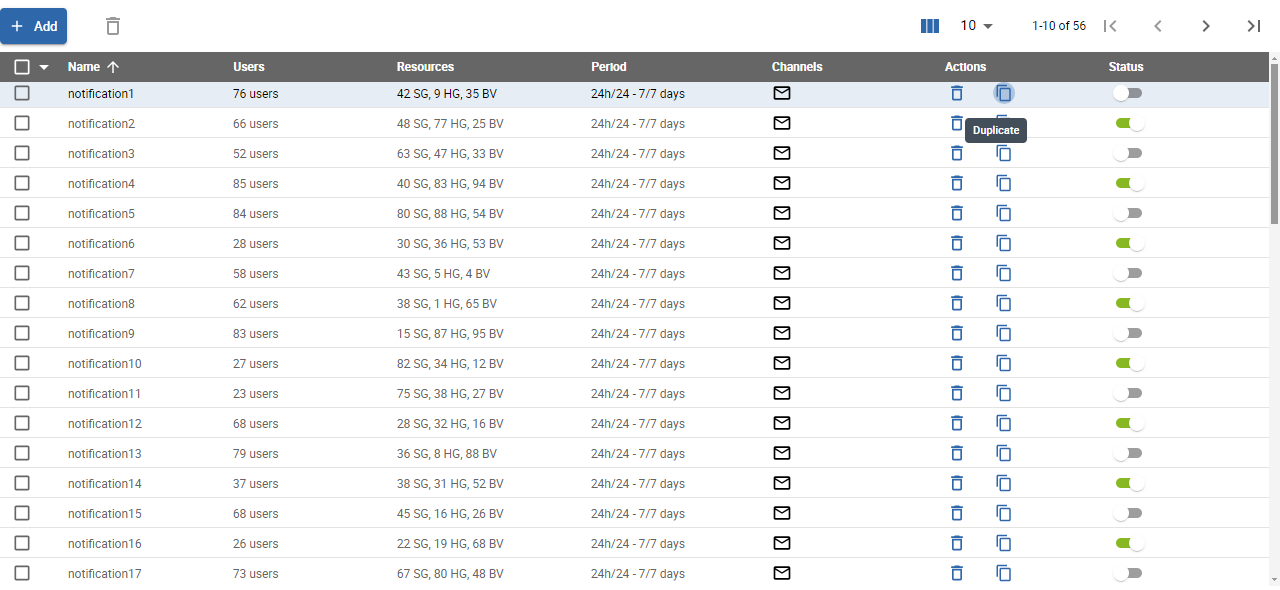 + Add 10 1-10 of 56
Name Users Resources Period Channels Actions Status
notification1 76 users 42 SG, 9 HG, 35 BV 24h/24 - 7/7 days
notification2 66 users 48 SG, 77 HG, 25 BV 24h/24 - 7/7 days
Duplicate
notification3 52 users 63 SG, 47 HG, 33 BV 24h/24 - 7/7 days
notification4 85 users 40 SG, 83 HG, 94 BV 24h/24 - 7/7 days
notification5 84 users 80 SG, 88 HG, 54 BV 24h/24 - 7/7 days
notification6 28 users 30 SG, 36 HG, 53 BV 24h/24 - 7/7 days
notification7 58 users 43 SG, 5 HG, 4 BV 24h/24 - 7/7 days
notification8 62 users 38 SG, 1 HG, 65 BV 24h/24 - 7/7 days
notification9 83 users 15 SG, 87 HG, 95 BV 24h/24 - 7/7 days
notification10 27 users 82 SG, 34 HG, 12 BV 24h/24 - 7/7 days
notification11 23 users 75 SG, 38 HG, 27 BV 24h/24 - 7/7 days
notification12 68 users 28 SG, 32 HG, 16 BV 24h/24 - 7/7 days
notification13 79 users 36 SG, 8 HG, 88 BV 24h/24 - 7/7 days
notification14 37 users 38 SG, 31 HG, 52 BV 24h/24 - 7/7 days
notification15 68 users 45 SG, 16 HG, 26 BV 24h/24 - 7/7 days
notification16 26 users 22 SG, 19 HG, 68 BV 24h/24 - 7/7 days
notification17 73 users 67 SG, 80 HG, 48 BV 24h/24 - 7/7 days